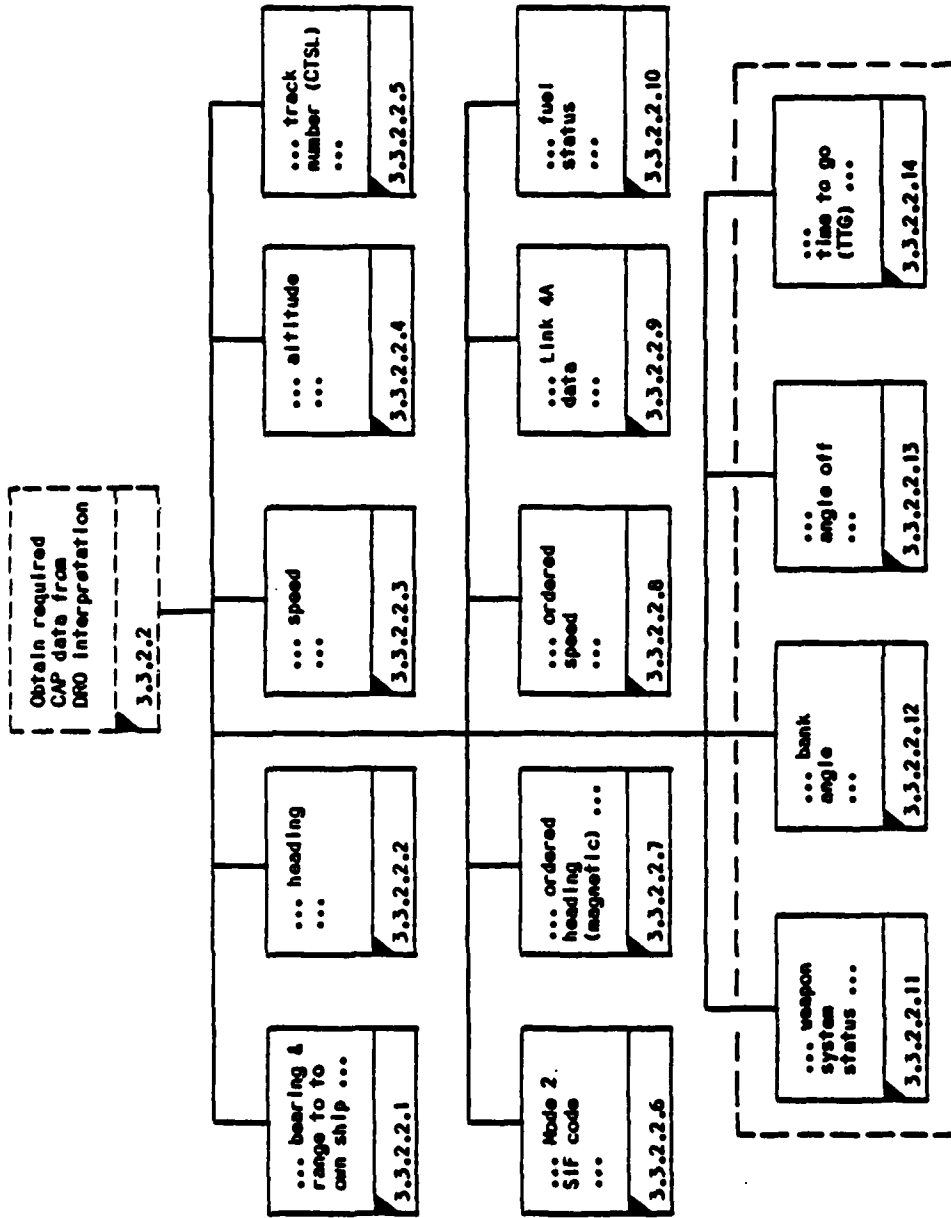 Obtain required
CAP data from
DRO interpretation
3.3.2.2
... bearing &
range to to
own ship ...
3.3.2.2.1
... heading
...
3.3.2.2.2
... speed
...
3.3.2.2.3
... altitude
...
3.3.2.2.4
... track
number (CTSL)
...
3.3.2.2.5
... Mode 2
SIF code
...
3.3.2.2.6
... ordered
heading
(magnetic) ...
3.3.2.2.7
... ordered
speed
...
3.3.2.2.8
... Link 4A
data
...
3.3.2.2.9
... fuel
status
...
3.3.2.2.10
... weapon
system
status ...
3.3.2.2.11
... bank
angle
...
3.3.2.2.12
...
angle off
...
3.3.2.2.13
...
time to go
(TTG) ...
3.3.2.2.14